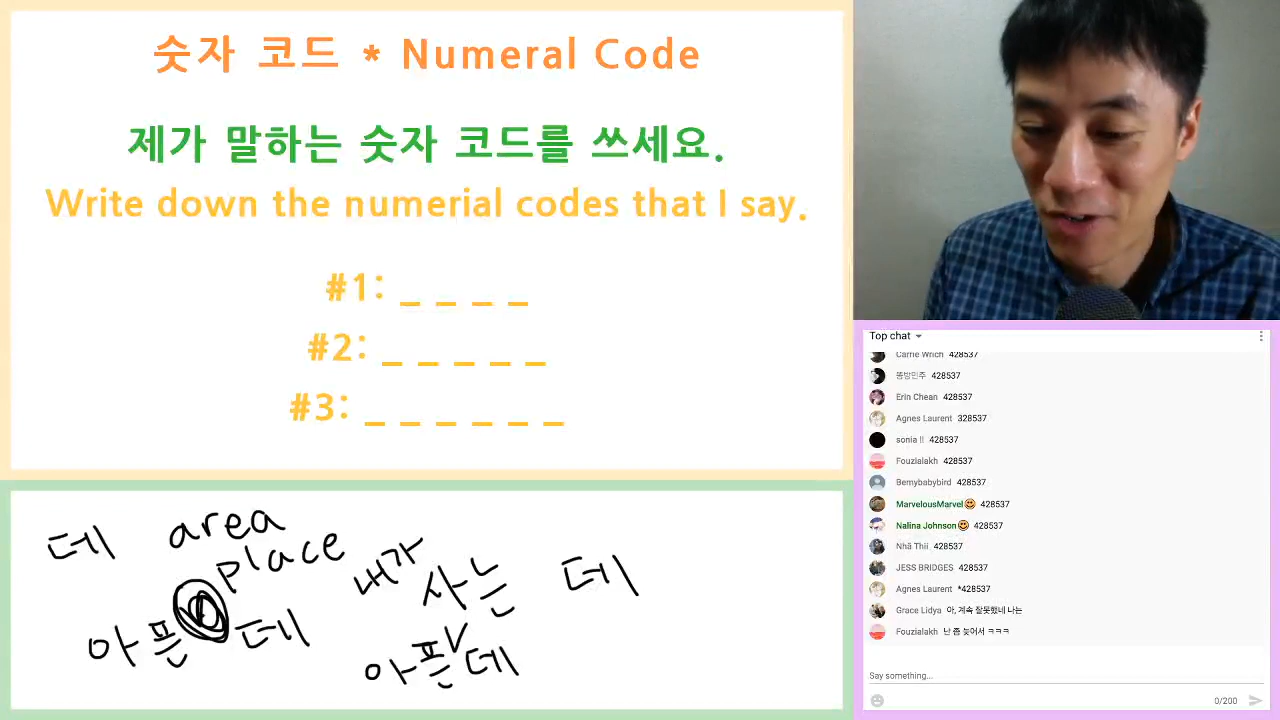 숫자 코드 * Numeral Code
제가 말하는 숫자 코드를 쓰세요.
Write down the numerial codes that I say.
#1: _ _ _ _
#2: _ _ _ _ _
#3: _ _ _ _ _ _
데 area
place
내가 사는 데
아픈 데
아픈 데
Top chat
Carrie Wrich 428537
똥방민주 428537
Erin Chean 428537
Agnes Laurent 328537
sonia !! 428537
Fouzialakh 428537
Bemybabybird 428537
MarvelousMarvel 428537
Nalina Johnson 428537
Nhã Thii 428537
JESS BRIDGES 428537
Agnes Laurent *428537
Grace Lidya 아, 계속 잘못했네 나는
Fouzialakh 난 좀 늦어서 ㅋㅋㅋ
Say something...
0/200